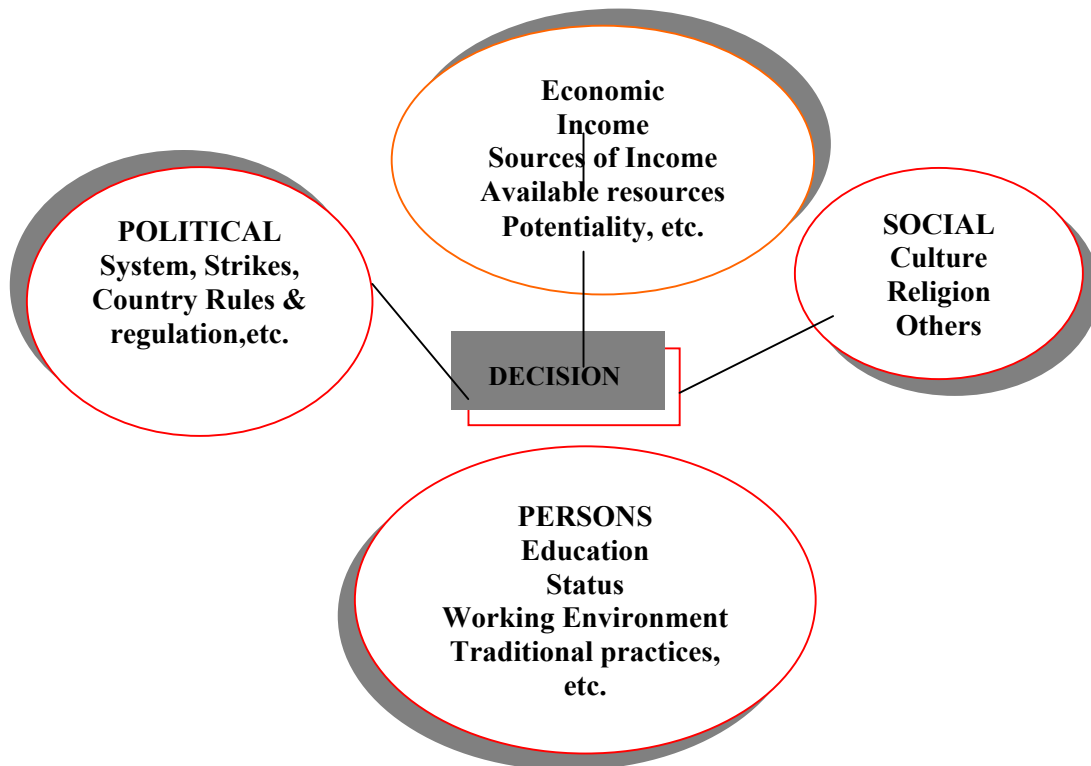 Economic
Income
Sources of Income
Available resources
Potentiality, etc.
POLITICAL
System, Strikes,
Country Rules &
regulation,etc.
SOCIAL
Culture
Religion
Others
DECISION
PERSONS
Education
Status
Working Environment
Traditional practices,
etc.